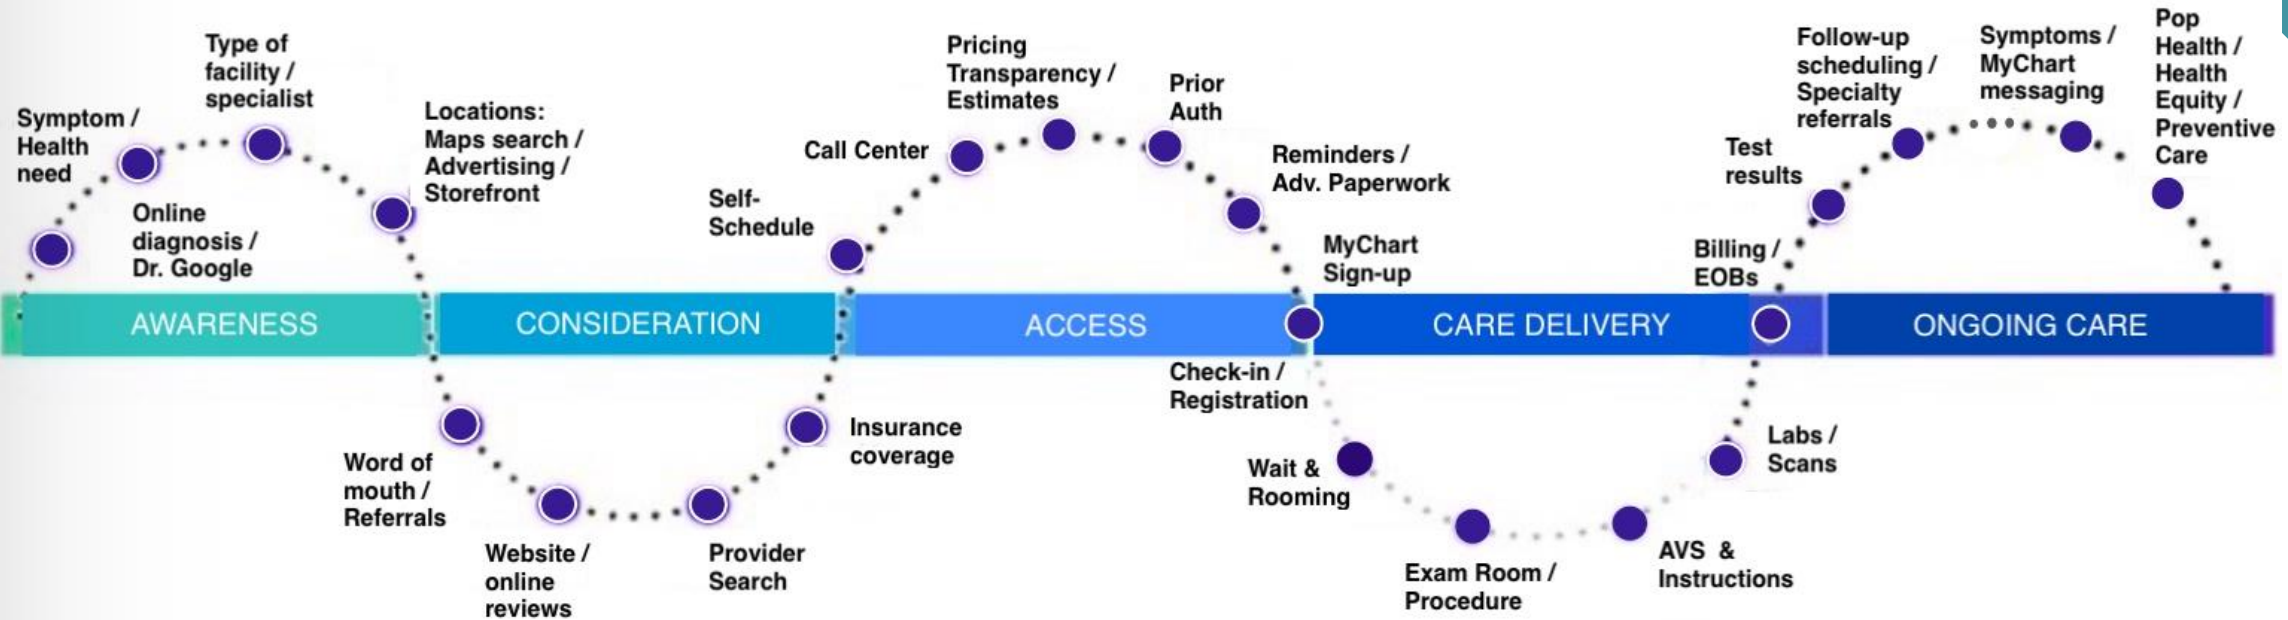 Symptom /
Health
need
Online
diagnosis /
Dr. Google
Type of
facility /
specialist
Locations:
Maps search /
Advertising /
Storefront
AWARENESS
Word of
mouth /
Referrals
Website /
online
reviews
Provider
Search
Insurance
coverage
CONSIDERATION
Self-
Schedule
Call Center
Pricing
Transparency /
Estimates
Prior
Auth
Reminders /
Adv. Paperwork
MyChart
Sign-up
ACCESS
Check-in /
Registration
Wait &
Rooming
Exam Room /
Procedure
AVS &
Instructions
Labs /
Scans
CARE DELIVERY
Billing /
EOBs
Test
results
Follow-up
scheduling /
Specialty
referrals
Symptoms /
MyChart
messaging
Pop
Health /
Health
Equity /
Preventive
Care
ONGOING CARE